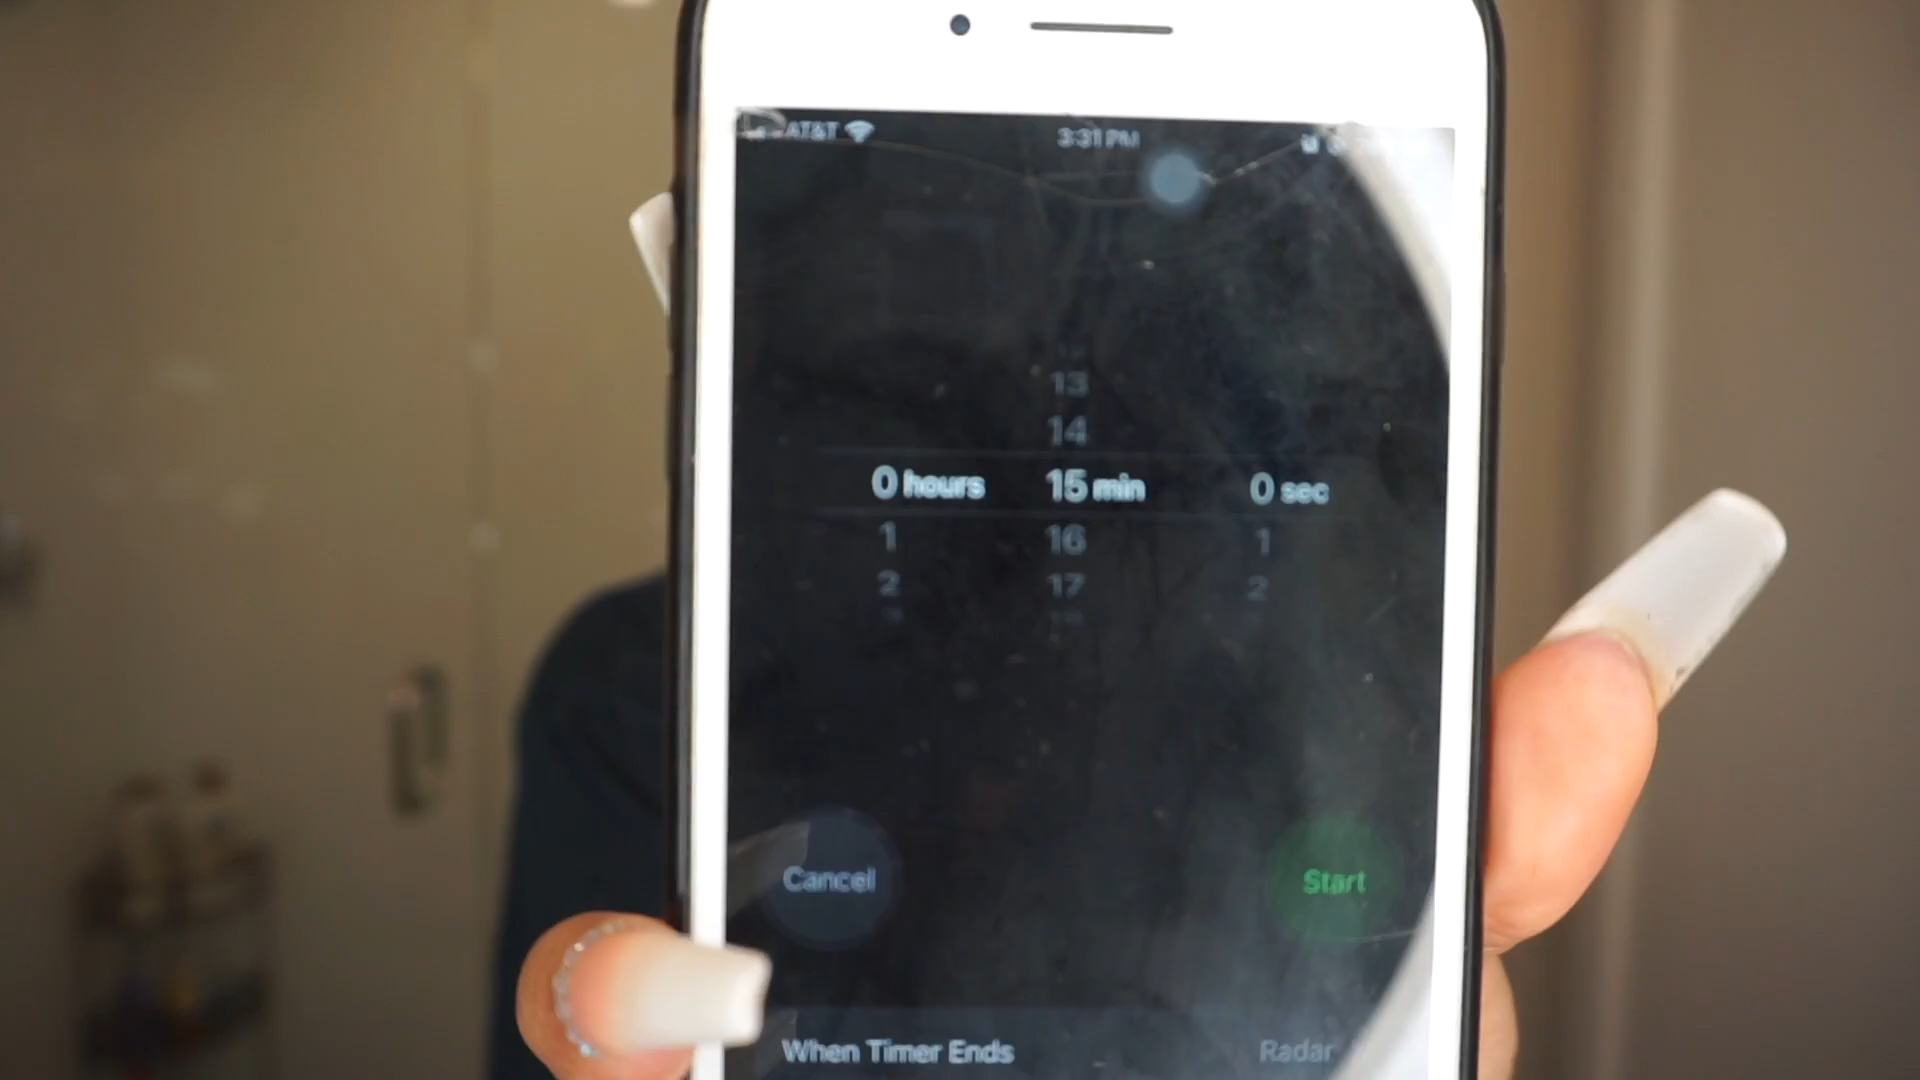 AT&T 3:31 PM
13
14
0 hours 15 min 0 sec
1 16 1
2 17 2
Cancel Start
When Timer Ends Radar